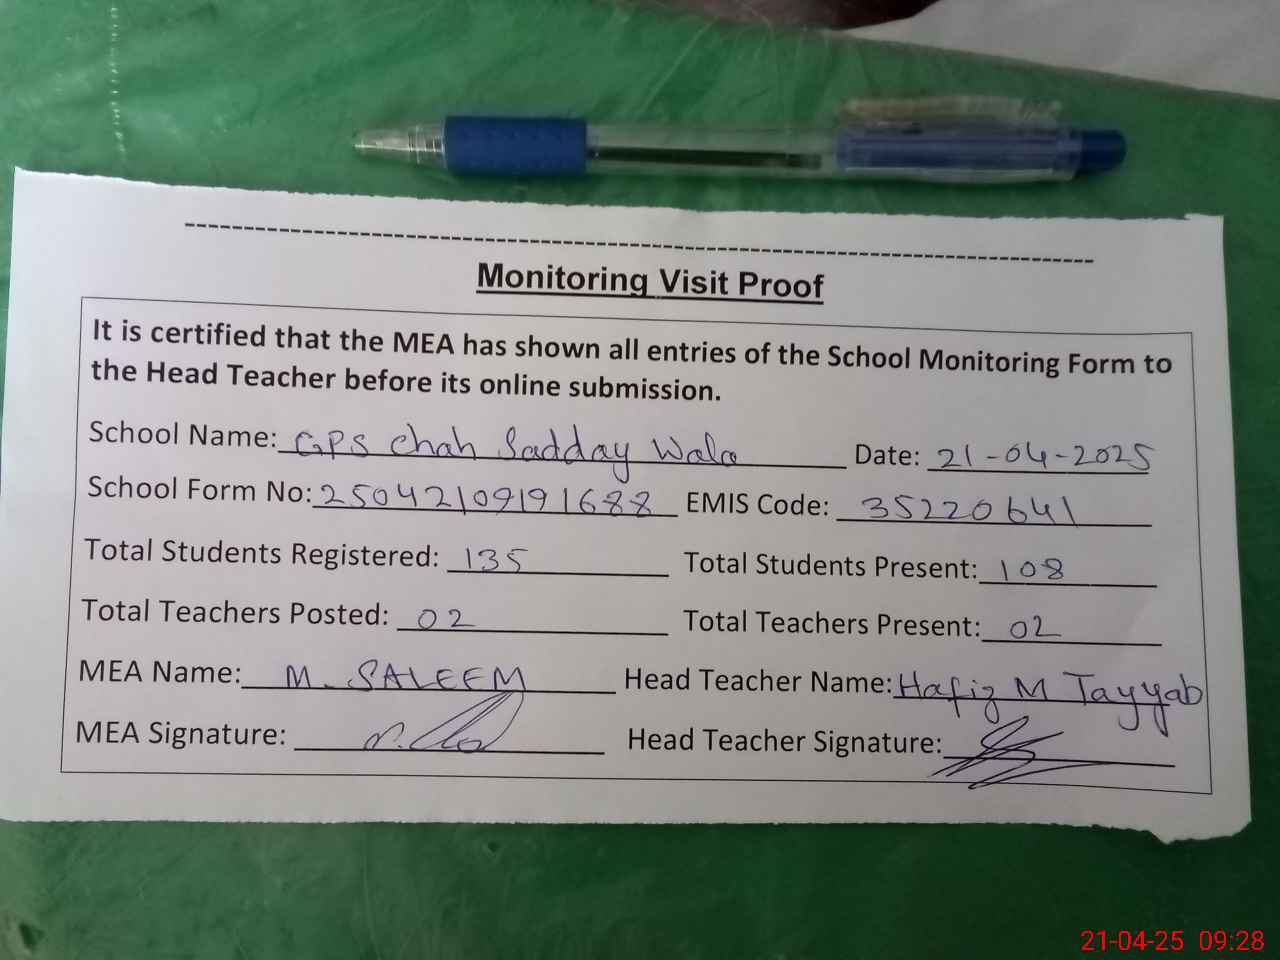 Monitoring Visit Proof
It is certified that the MEA has shown all entries of the School Monitoring Form to
the Head Teacher before its online submission.
School Name: GPS Chah Sadday Wala Date: 21-04-2025
School Form No: 25042109191688 EMIS Code: 35220641
Total Students Registered: 135 Total Students Present: 108
Total Teachers Posted: 02 Total Teachers Present: 02
MEA Name: M. SALEEM Head Teacher Name: Hafiz M Tayyab
MEA Signature: Head Teacher Signature:
21-04-25 09:28